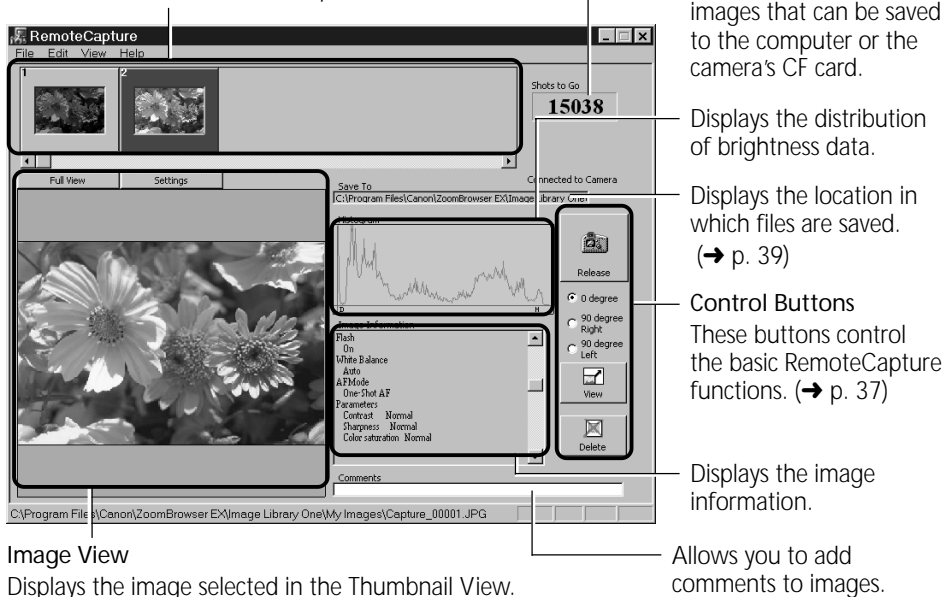 images that can be saved
to the computer or the
camera's CF card.
RemoteCapture
File Edit View Help
1
2
Shots to Go
15038
Displays the distribution
of brightness data.
Full View
Settings
Connected to Camera
Save To
C:\Program Files\Canon\ZoomBrowser EX\Image Library One\
Displays the location in
which files are saved.
(➜ p. 39)
Histogram
D
H
Release
0 degree
90 degree
Right
90 degree
Left
View
Delete
Control Buttons
These buttons control
the basic RemoteCapture
functions. (➜ p. 37)
Image Information
Flash
On
White Balance
Auto
AFMode
One-Shot AF
Parameters
Contrast Normal
Sharpness Normal
Color saturation Normal
Displays the image
information.
Comments
C:\Program Files\Canon\ZoomBrowser EX\Image Library One\My Images\Capture_00001.JPG
Image View
Displays the image selected in the Thumbnail View.
Allows you to add
comments to images.